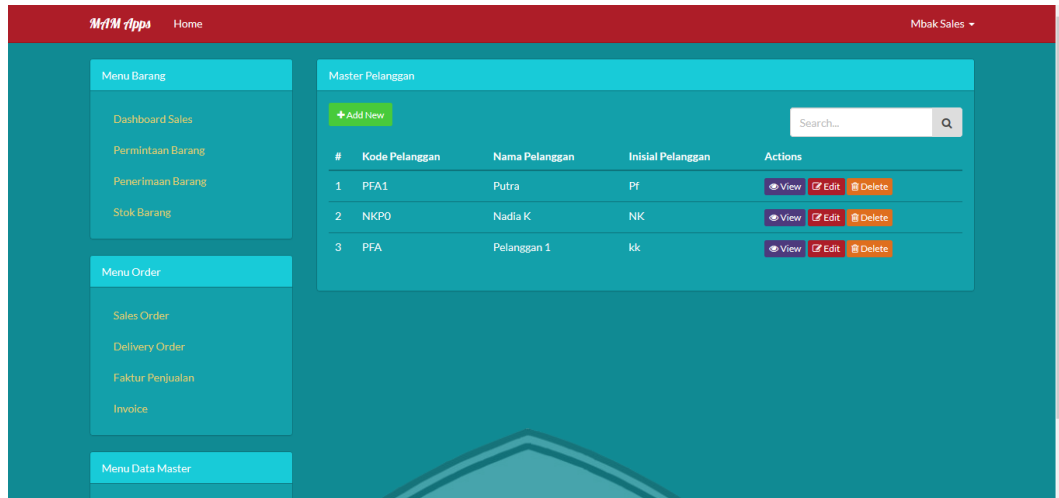 MAM Apps Home Mbak Sales
Menu Barang
Dashboard Sales
Permintaan Barang
Penerimaan Barang
Stok Barang
Menu Order
Sales Order
Delivery Order
Faktur Penjualan
Invoice
Menu Data Master
Master Pelanggan
+ Add New
Search...
# Kode Pelanggan Nama Pelanggan Inisial Pelanggan Actions
1 PFA1 Putra Pf View Edit Delete
2 NKP0 Nadia K NK View Edit Delete
3 PFA Pelanggan 1 kk View Edit Delete